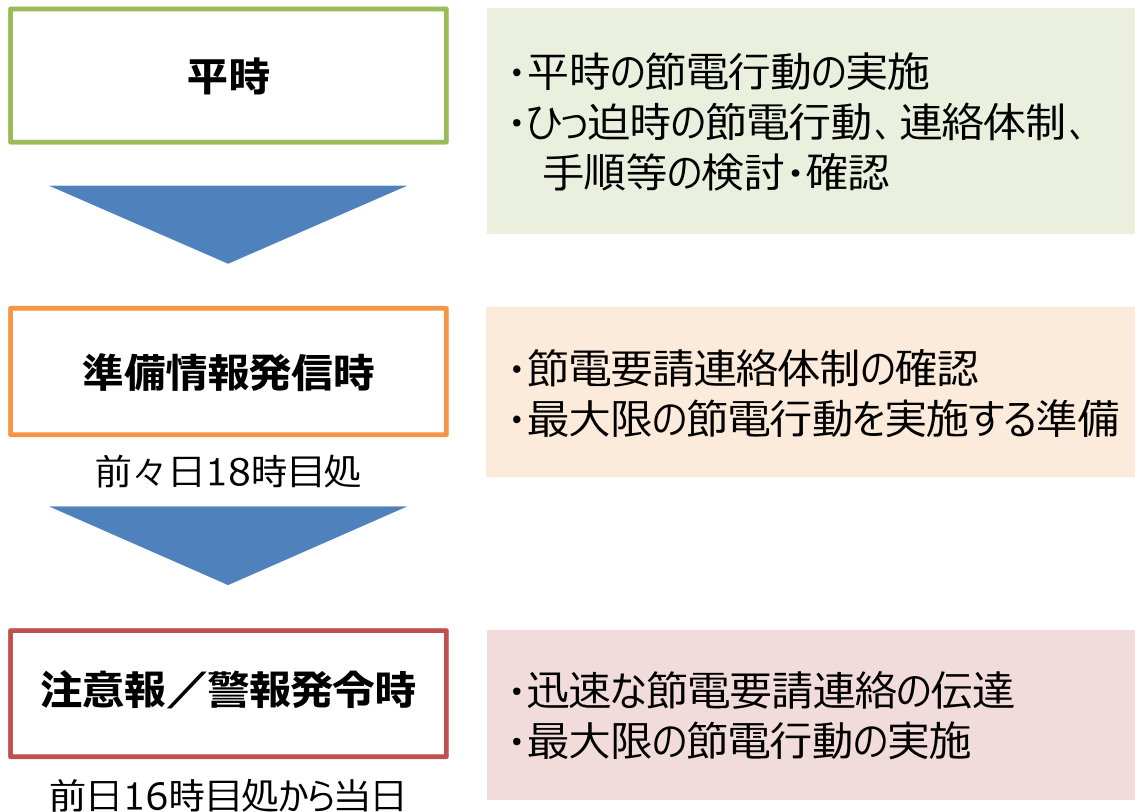 平時
・平時の節電行動の実施
・ひっ迫時の節電行動、連絡体制、
手順等の検討・確認
準備情報発信時
前々日18時目処
・節電要請連絡体制の確認
・最大限の節電行動を実施する準備
注意報／警報発令時
前日16時目処から当日
・迅速な節電要請連絡の伝達
・最大限の節電行動の実施